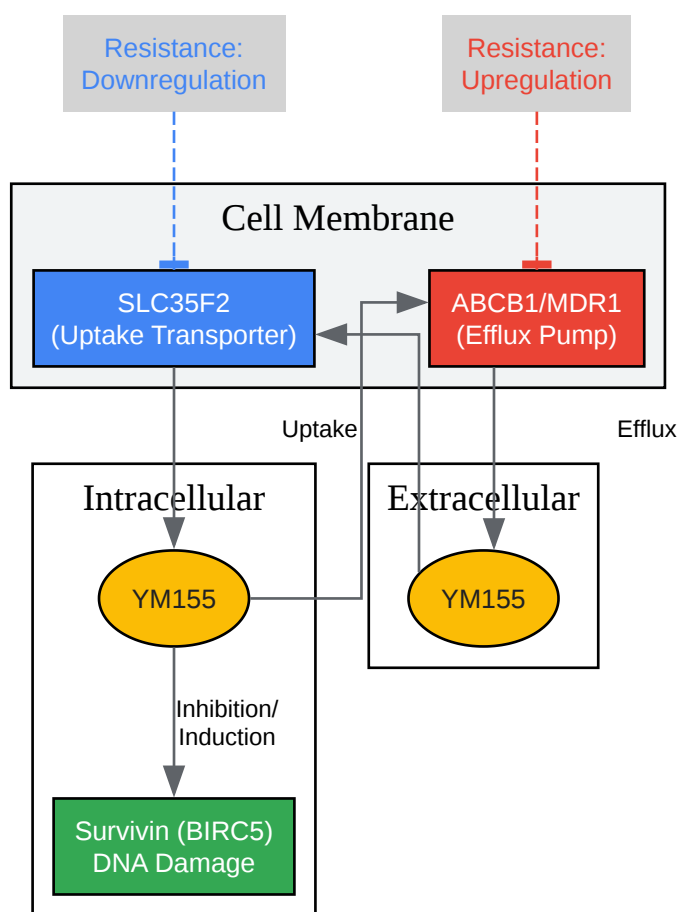 Resistance:
Downregulation
Resistance:
Upregulation
Cell Membrane
SLC35F2
(Uptake Transporter)
ABCB1/MDR1
(Efflux Pump)
Uptake
Efflux
Intracellular
Extracellular
YM155
YM155
Inhibition/
Induction
Survivin (BIRC5)
DNA Damage